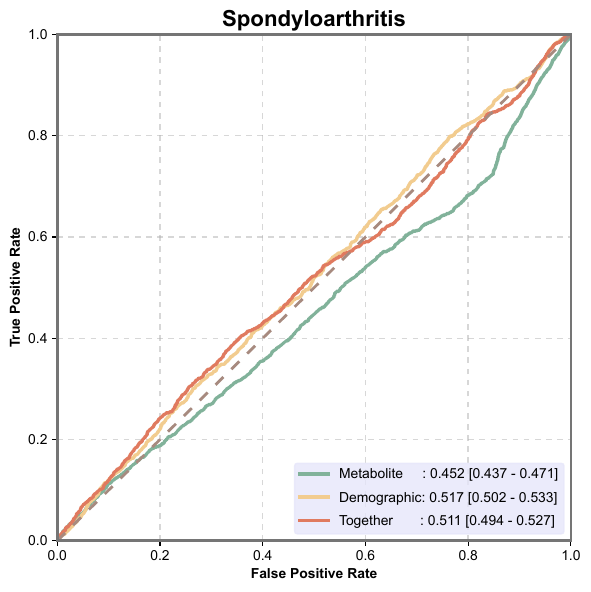 Spondyloarthritis
1.0
0.8
0.6
0.4
0.2
0.0
True Positive Rate
Metabolite : 0.452 [0.437 - 0.471]
Demographic: 0.517 [0.502 - 0.533]
Together : 0.511 [0.494 - 0.527]
0.0 0.2 0.4 0.6 0.8 1.0
False Positive Rate